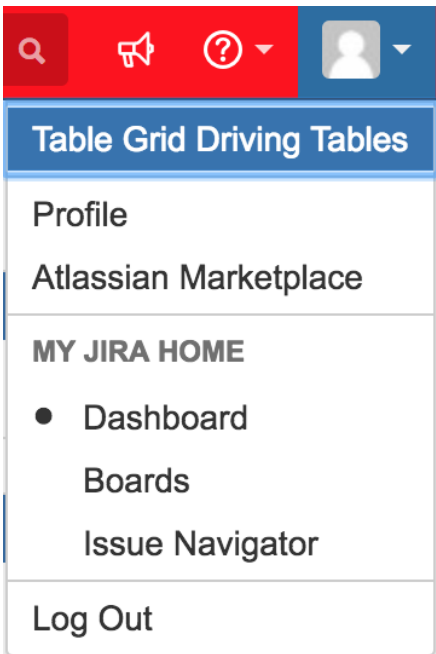 Table Grid Driving Tables
Profile
Atlassian Marketplace
MY JIRA HOME
Dashboard
Boards
Issue Navigator
Log Out